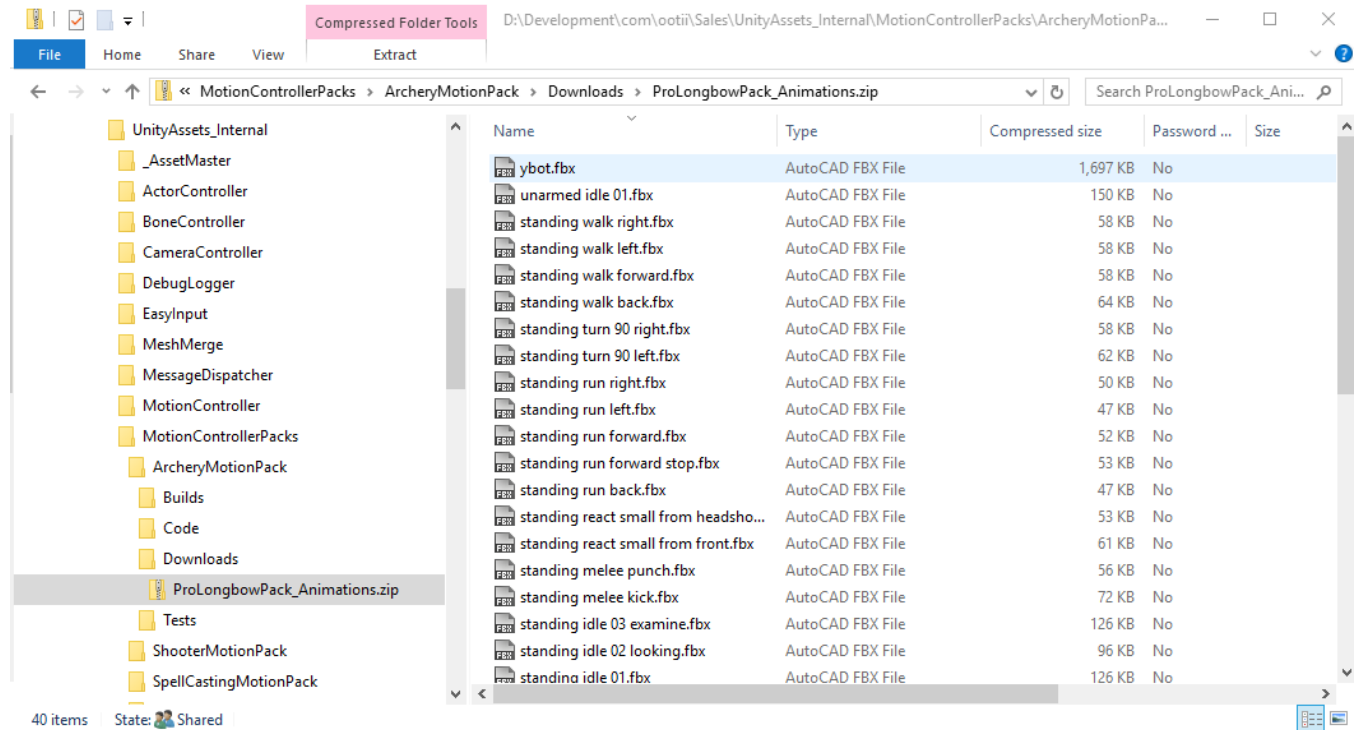 Compressed Folder Tools D:\Development\com\ootii\Sales\UnityAssets_Internal\MotionControllerPacks\ArcheryMotionPa...
File Home Share View Extract
« MotionControllerPacks > ArcheryMotionPack > Downloads > ProLongbowPack_Animations.zip Search ProLongbowPack_Ani...
UnityAssets_Internal
_AssetMaster
ActorController
BoneController
CameraController
DebugLogger
EasyInput
MeshMerge
MessageDispatcher
MotionController
MotionControllerPacks
ArcheryMotionPack
Builds
Code
Downloads
ProLongbowPack_Animations.zip
Tests
ShooterMotionPack
SpellCastingMotionPack
Name Type Compressed size Password ... Size
ybot.fbx AutoCAD FBX File 1,697 KB No
unarmed idle 01.fbx AutoCAD FBX File 150 KB No
standing walk right.fbx AutoCAD FBX File 58 KB No
standing walk left.fbx AutoCAD FBX File 58 KB No
standing walk forward.fbx AutoCAD FBX File 58 KB No
standing walk back.fbx AutoCAD FBX File 64 KB No
standing turn 90 right.fbx AutoCAD FBX File 58 KB No
standing turn 90 left.fbx AutoCAD FBX File 62 KB No
standing run right.fbx AutoCAD FBX File 50 KB No
standing run left.fbx AutoCAD FBX File 47 KB No
standing run forward.fbx AutoCAD FBX File 52 KB No
standing run forward stop.fbx AutoCAD FBX File 53 KB No
standing run back.fbx AutoCAD FBX File 47 KB No
standing react small from headsho... AutoCAD FBX File 53 KB No
standing react small from front.fbx AutoCAD FBX File 61 KB No
standing melee punch.fbx AutoCAD FBX File 56 KB No
standing melee kick.fbx AutoCAD FBX File 72 KB No
standing idle 03 examine.fbx AutoCAD FBX File 126 KB No
standing idle 02 looking.fbx AutoCAD FBX File 96 KB No
standing idle 01.fbx AutoCAD FBX File 126 KB No
40 items State: Shared